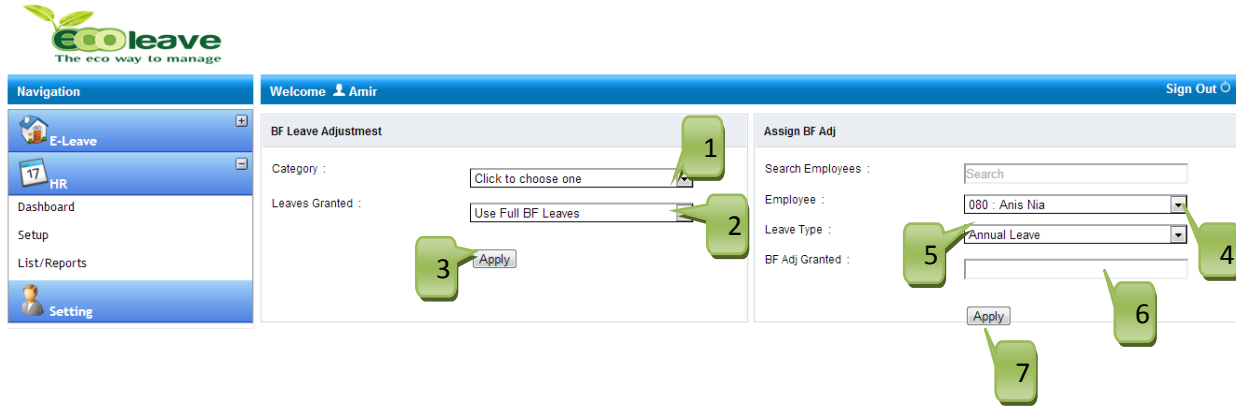 ecoleave
The eco way to manage
Navigation
E-Leave
17
HR
Dashboard
Setup
List/Reports
Setting
Welcome Amir
Sign Out
BF Leave Adjustmest
Category :
Click to choose one
1
Leaves Granted :
Use Full BF Leaves
2
3
Apply
Assign BF Adj
Search Employees :
Search
Employee :
080 : Anis Nia
4
Leave Type :
5
Annual Leave
BF Adj Granted :
6
Apply
7